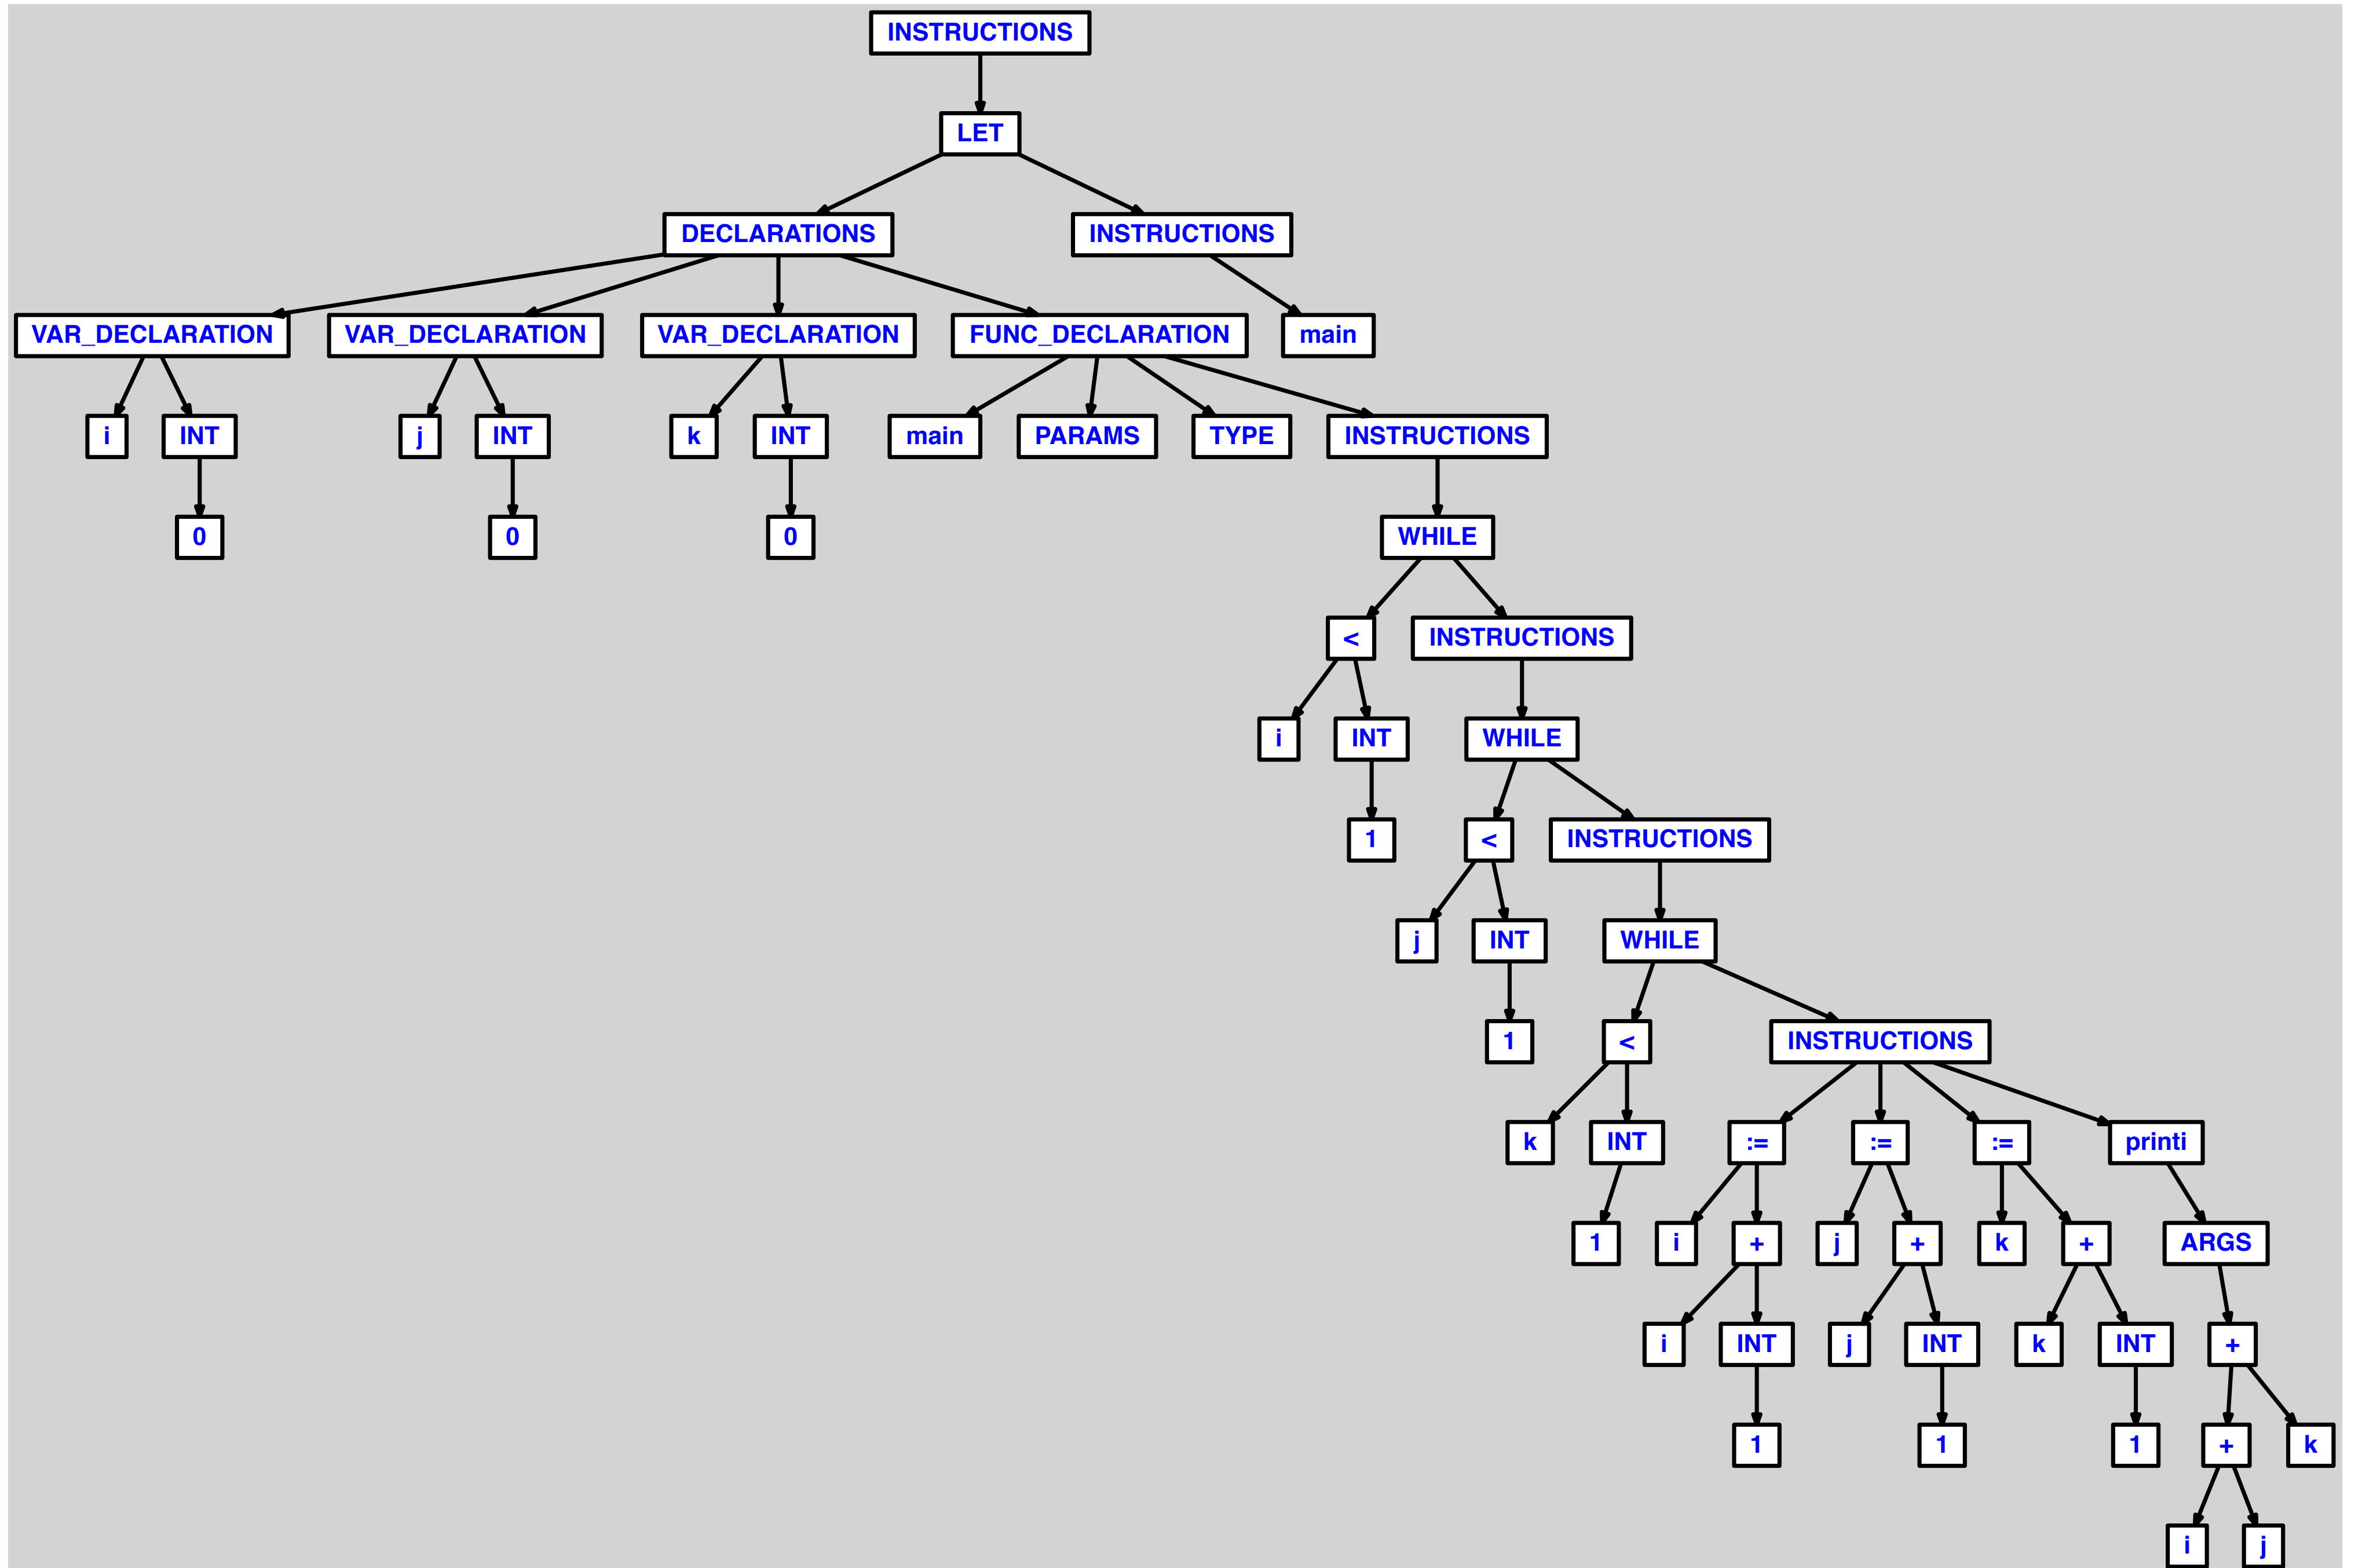 INSTRUCTIONS
LET
DECLARATIONS INSTRUCTIONS
VAR_DECLARATION VAR_DECLARATION VAR_DECLARATION FUNC_DECLARATION main
i INT j INT k INT main PARAMS TYPE INSTRUCTIONS
0 0 0 WHILE
< INSTRUCTIONS
i INT WHILE
1 < INSTRUCTIONS
j INT WHILE
1 < INSTRUCTIONS
k INT := := := printi
1 i + j + k + ARGS
i INT j INT k INT +
1 1 1 + k
i j